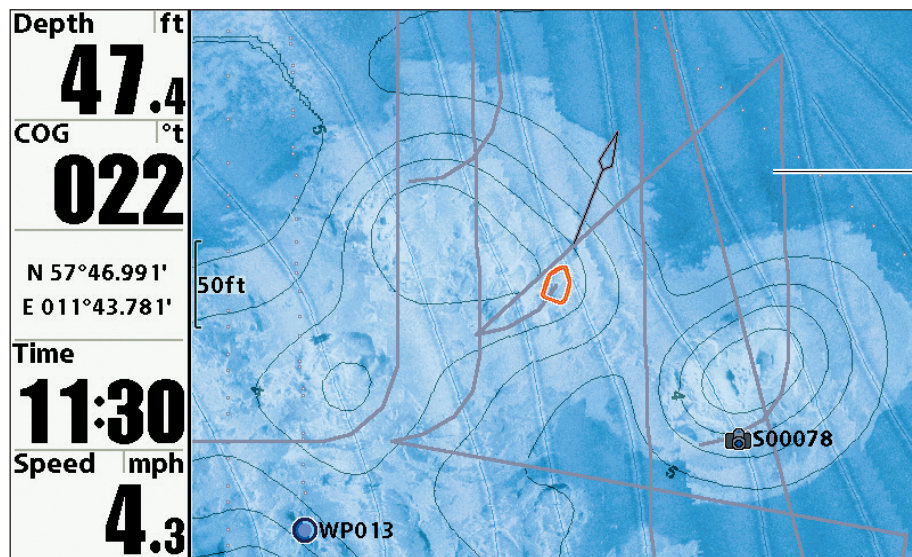 Depth ft
47.4
COG °t
022
N 57°46.991'
E 011°43.781'
Time
11:30
Speed mph
4.3
5
50ft
4
4
4
S00078
5
WP013